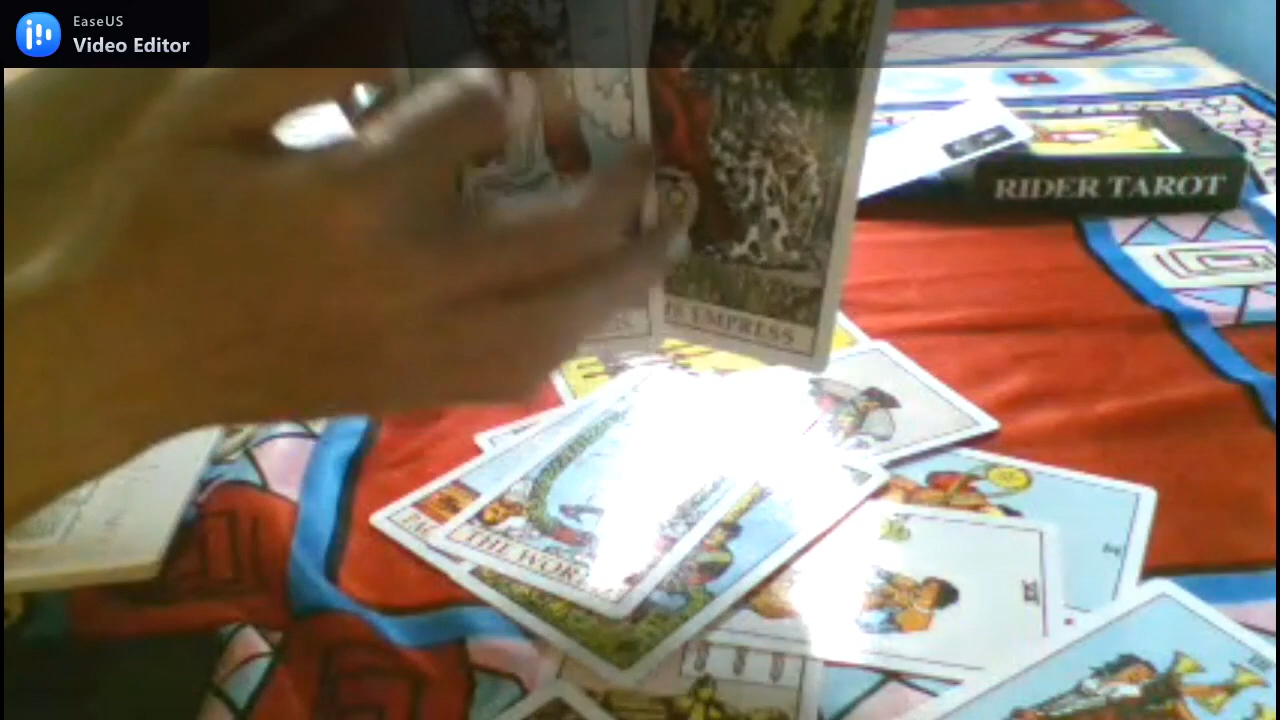 EaseUS
Video Editor
RIDER TAROT
EMPRESS
THE WOR